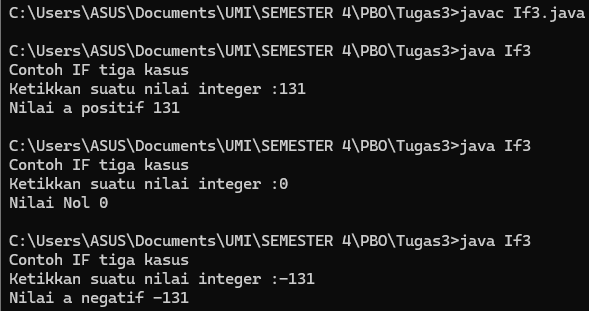 C:\Users\ASUS\Documents\UMI\SEMESTER 4\PBO\Tugas3>javac If3.java
C:\Users\ASUS\Documents\UMI\SEMESTER 4\PBO\Tugas3>java If3
Contoh IF tiga kasus
Ketikkan suatu nilai integer :131
Nilai a positif 131
C:\Users\ASUS\Documents\UMI\SEMESTER 4\PBO\Tugas3>java If3
Contoh IF tiga kasus
Ketikkan suatu nilai integer :0
Nilai Nol 0
C:\Users\ASUS\Documents\UMI\SEMESTER 4\PBO\Tugas3>java If3
Contoh IF tiga kasus
Ketikkan suatu nilai integer :-131
Nilai a negatif -131